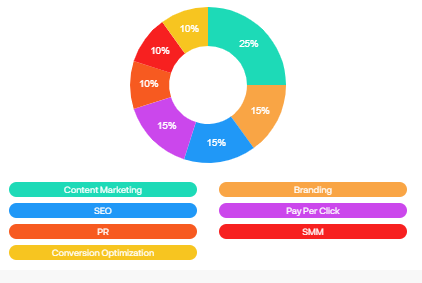 10%
25%
10%
10%
15%
15%
15%
Content Marketing
Branding
SEO
Pay Per Click
PR
SMM
Conversion Optimization